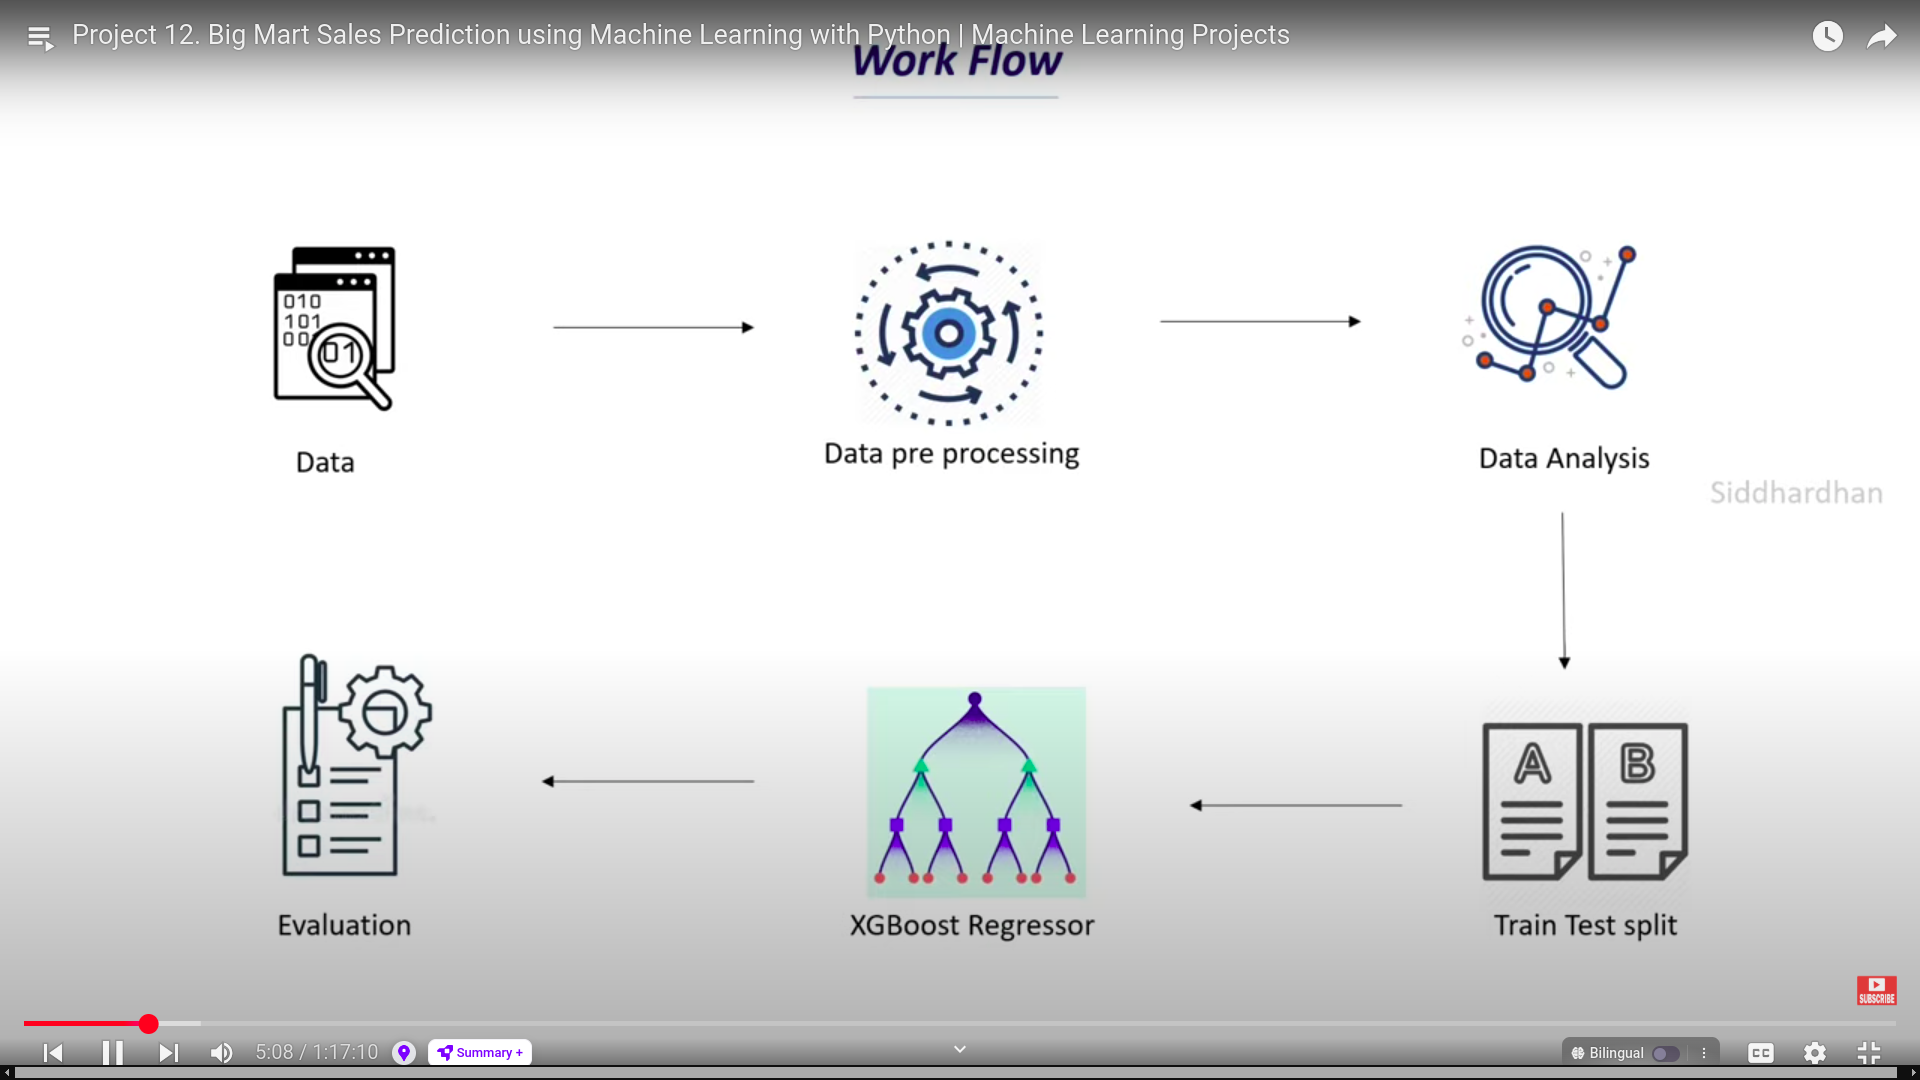 Project 12. Big Mart Sales Prediction using Machine Learning with Python | Machine Learning Projects
Work Flow
010
101
00
01
Data
Data pre processing
Data Analysis
Siddhardhan
A
B
Evaluation
XGBoost Regressor
Train Test split
SUBSCRIBE
5:08 / 1:17:10
Summary +
Bilingual
CC